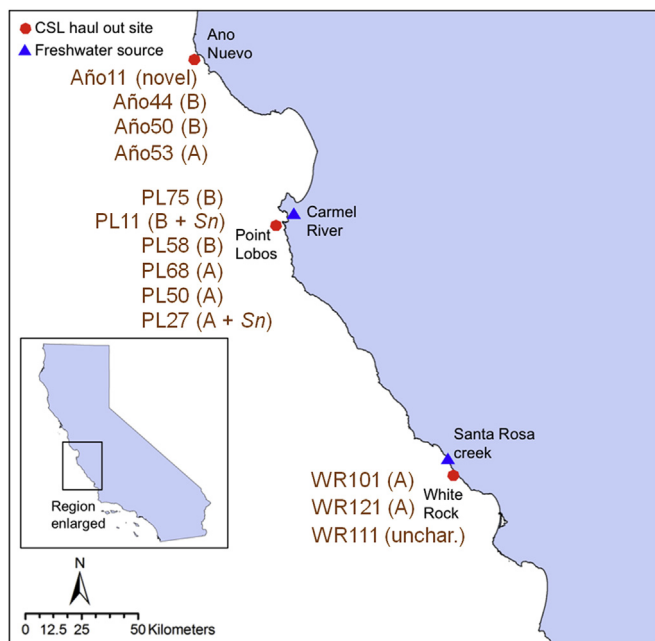 CSL haul out site
Freshwater source
Ano
Nuevo
Año11 (novel)
Año44 (B)
Año50 (B)
Año53 (A)
PL75 (B)
PL11 (B + Sn)
PL58 (B)
PL68 (A)
PL50 (A)
PL27 (A + Sn)
Carmel
River
Point
Lobos
Santa Rosa
creek
WR101 (A)
WR121 (A)
WR111 (unchar.)
White
Rock
Region
enlarged
N
0 12.5 25 50 Kilometers